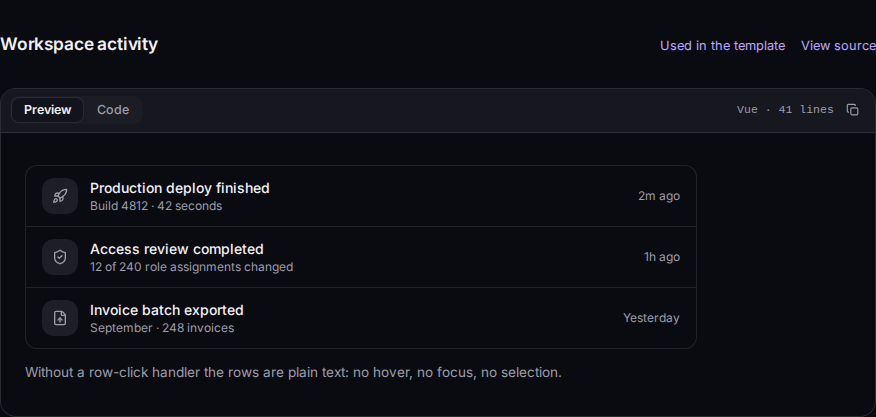 Workspace activity
Used in the template View source
Preview Code
Vue · 41 lines
Production deploy finished
Build 4812 · 42 seconds
2m ago
Access review completed
12 of 240 role assignments changed
1h ago
Invoice batch exported
September · 248 invoices
Yesterday
Without a row-click handler the rows are plain text: no hover, no focus, no selection.